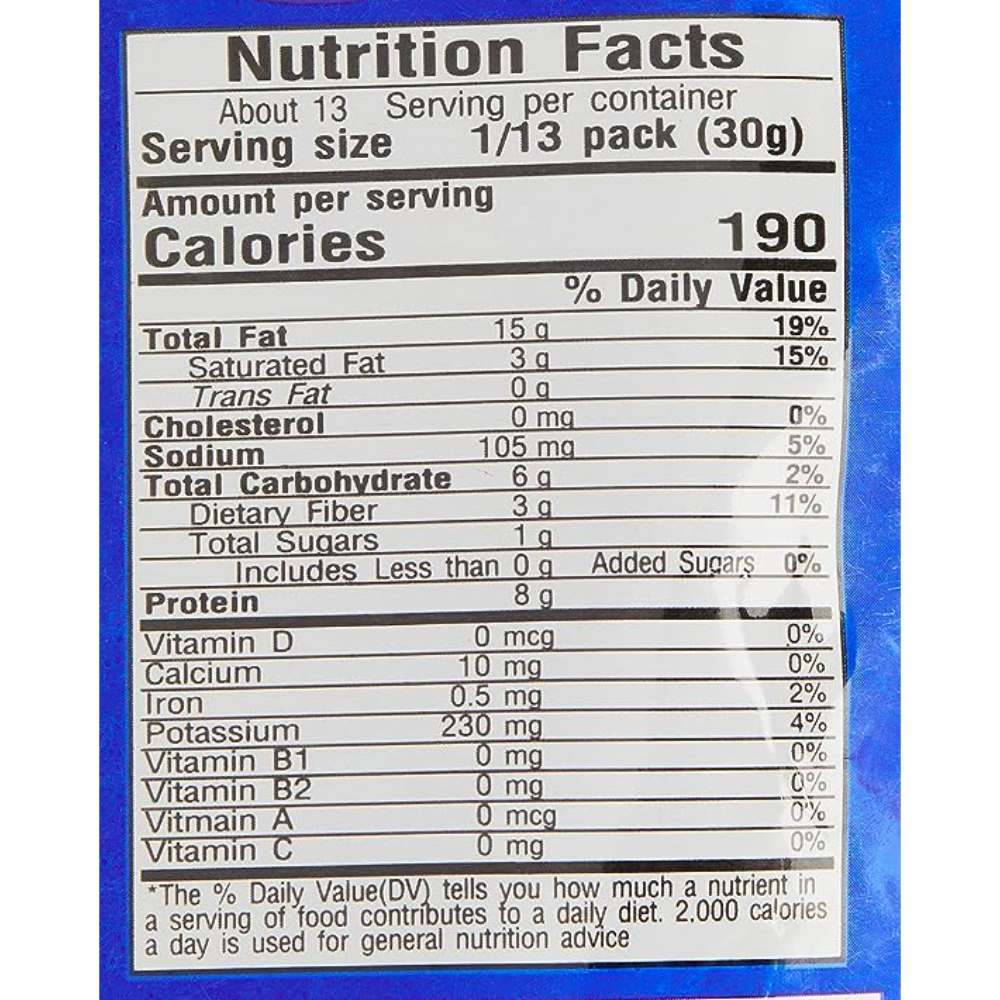 Nutrition Facts
About 13 Serving per container
Serving size 1/13 pack (30g)
Amount per serving
Calories 190
% Daily Value
Total Fat 15 g 19%
Saturated Fat 3 g 15%
Trans Fat 0 g
Cholesterol 0 mg 0%
Sodium 105 mg 5%
Total Carbohydrate 6 g 2%
Dietary Fiber 3 g 11%
Total Sugars 1 g
Includes Less than 0 g Added Sugars 0%
Protein 8 g
Vitamin D 0 mcg 0%
Calcium 10 mg 0%
Iron 0.5 mg 2%
Potassium 230 mg 4%
Vitamin B1 0 mg 0%
Vitamin B2 0 mg 0%
Vitmain A 0 mcg 0%
Vitamin C 0 mg 0%
*The % Daily Value(DV) tells you how much a nutrient in
a serving of food contributes to a daily diet. 2.000 calories
a day is used for general nutrition advice